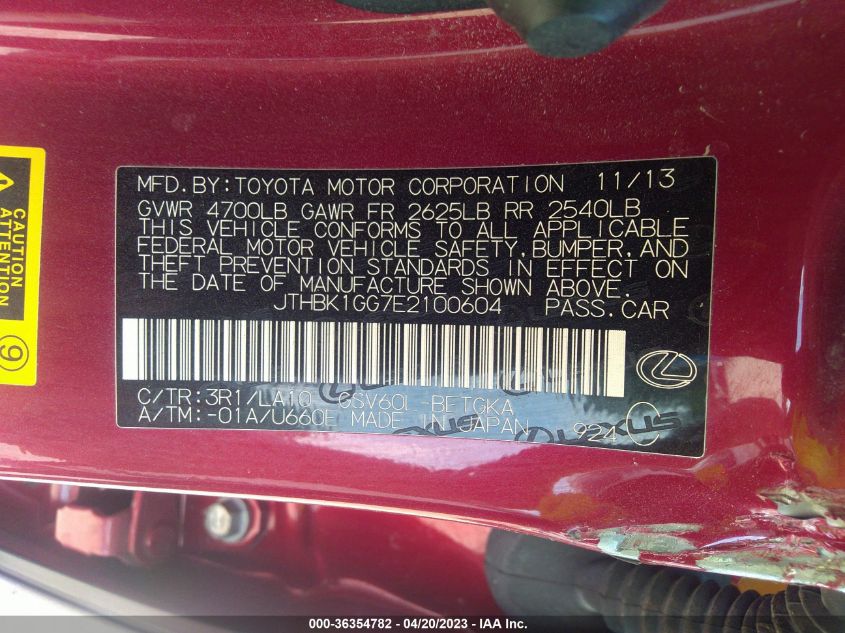 MFD.BY:TOYOTA MOTOR CORPORATION 11/13
GVWR 4700LB GAWR FR 2625LB RR 2540LB
THIS VEHICLE CONFORMS TO ALL APPLICABLE
FEDERAL MOTOR VEHICLE SAFETY,BUMPER,AND
THEFT PREVENTION STANDARDS IN EFFECT ON
THE DATE OF MANUFACTURE SHOWN ABOVE.
JTHBK1GG7E2100604 PASS.CAR
C/TR:3R1/LA10 GSV60L-BETGKA
A/TM:-01A/U660E MADE IN JAPAN 924
LEXUS
CAUTION
ATTENTION
9
000-36354782 - 04/20/2023 - IAA Inc.